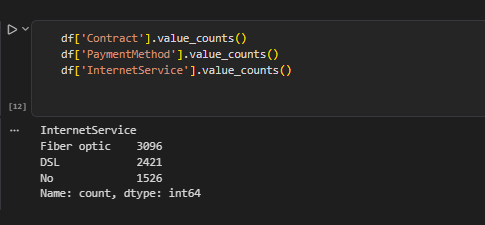 df['Contract'].value_counts()
df['PaymentMethod'].value_counts()
df['InternetService'].value_counts()
[12]
... InternetService
Fiber optic    3096
DSL            2421
No             1526
Name: count, dtype: int64